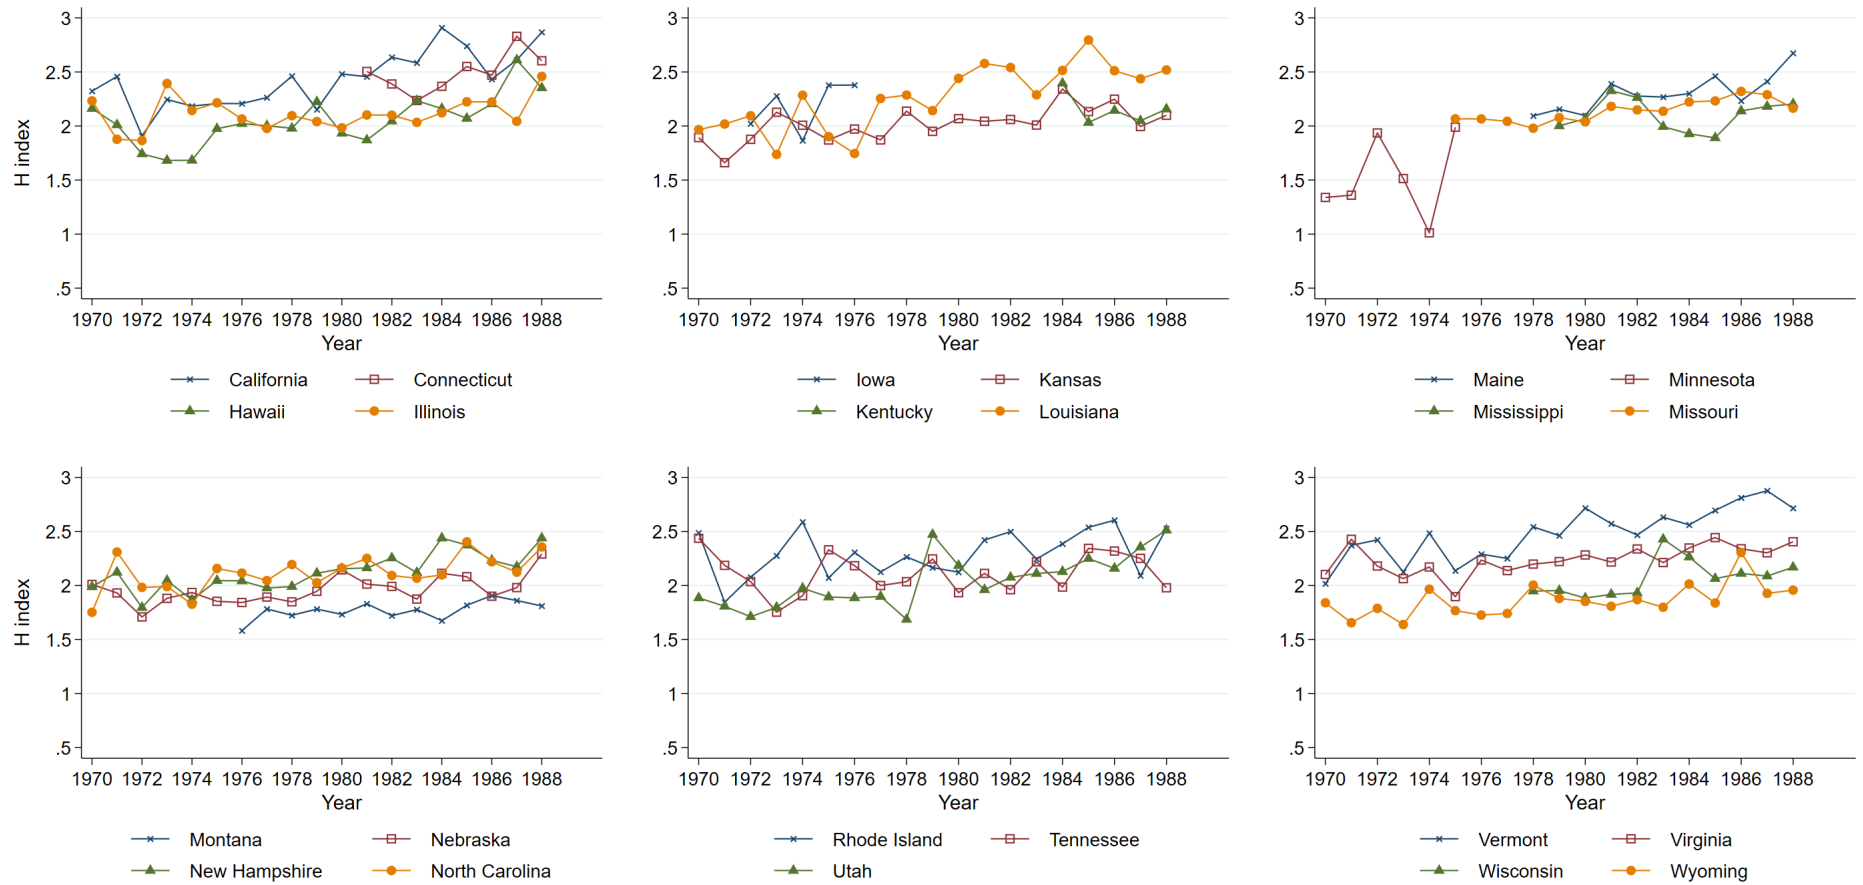 3
2.5
2
1.5
1
.5
H index
1970 1972 1974 1976 1978 1980 1982 1984 1986 1988
Year
California Connecticut
Hawaii Illinois
3
2.5
2
1.5
1
.5
1970 1972 1974 1976 1978 1980 1982 1984 1986 1988
Year
Iowa Kansas
Kentucky Louisiana
3
2.5
2
1.5
1
.5
1970 1972 1974 1976 1978 1980 1982 1984 1986 1988
Year
Maine Minnesota
Mississippi Missouri
3
2.5
2
1.5
1
.5
H index
1970 1972 1974 1976 1978 1980 1982 1984 1986 1988
Year
Montana Nebraska
New Hampshire North Carolina
3
2.5
2
1.5
1
.5
1970 1972 1974 1976 1978 1980 1982 1984 1986 1988
Year
Rhode Island Tennessee
Utah
3
2.5
2
1.5
1
.5
1970 1972 1974 1976 1978 1980 1982 1984 1986 1988
Year
Vermont Virginia
Wisconsin Wyoming